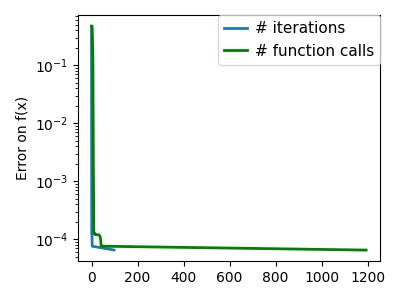 # iterations
# function calls
Error on f(x)
10⁻¹
10⁻²
10⁻³
10⁻⁴
0 200 400 600 800 1000 1200